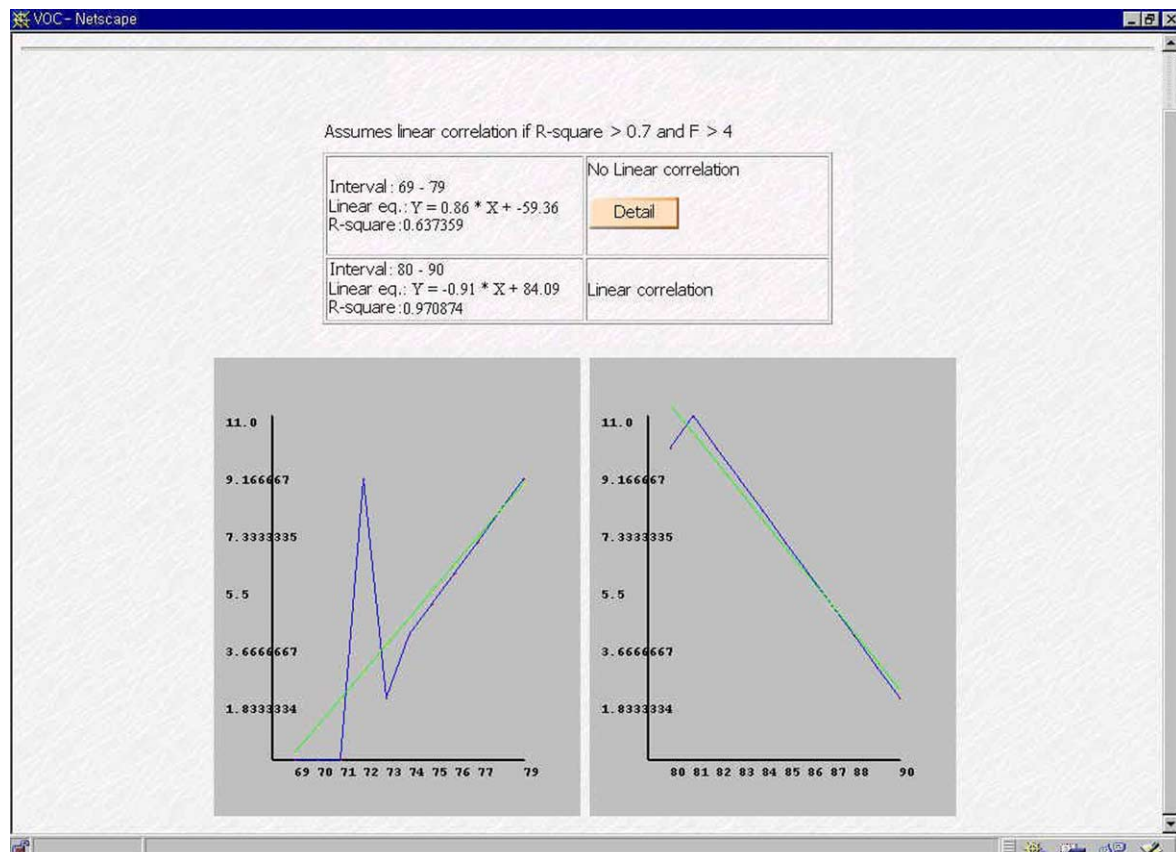 VOC - Netscape
Assumes linear correlation if R-square > 0.7 and F > 4
Interval : 69 - 79
Linear eq.: Y = 0.86 * X + -59.36
R-square :0.637359
No Linear correlation
Detail
Interval : 80 - 90
Linear eq.: Y = -0.91 * X + 84.09
R-square :0.970874
Linear correlation
11.0
9.166667
7.3333335
5.5
3.6666667
1.8333334
69 70 71 72 73 74 75 76 77 79
11.0
9.166667
7.3333335
5.5
3.6666667
1.8333334
80 81 82 83 84 85 86 87 88 90